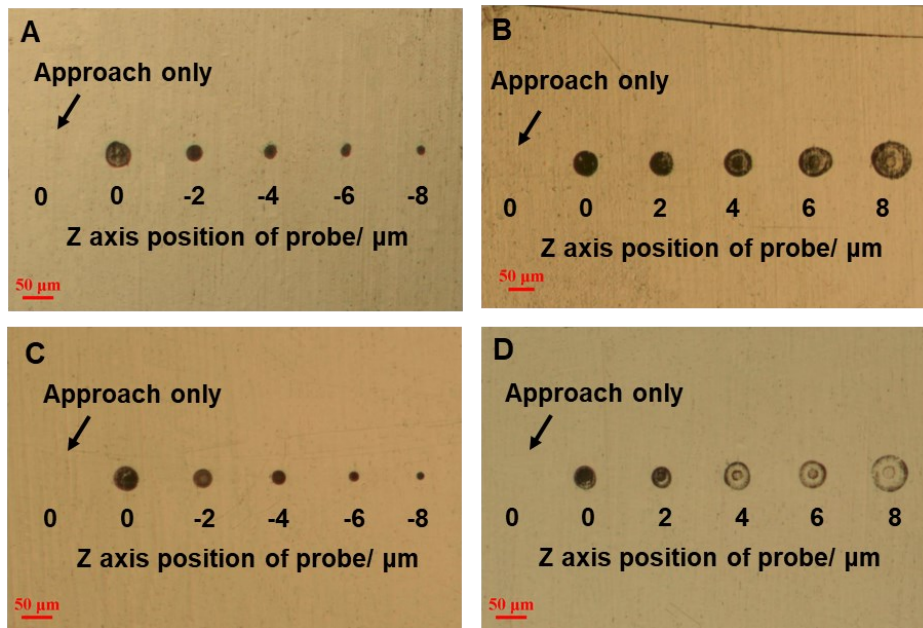 A
Approach only
0 0 -2 -4 -6 -8
Z axis position of probe/ µm
50 µm
B
Approach only
0 0 2 4 6 8
Z axis position of probe/ µm
50 µm
C
Approach only
0 0 -2 -4 -6 -8
Z axis position of probe/ µm
50 µm
D
Approach only
0 0 2 4 6 8
Z axis position of probe/ µm
50 µm